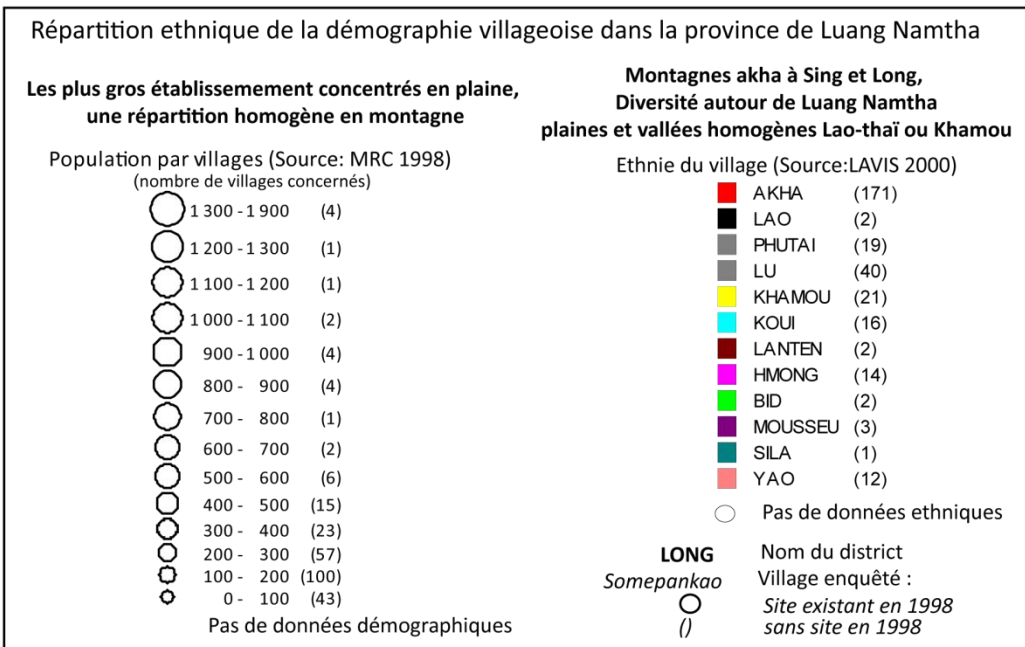 Répartition ethnique de la démographie villageoise dans la province de Luang Namtha
Les plus gros établissemement concentrés en plaine,
une répartition homogène en montagne
Population par villages (Source: MRC 1998)
(nombre de villages concernés)
1 300 - 1 900 (4)
1 200 - 1 300 (1)
1 100 - 1 200 (1)
1 000 - 1 100 (2)
900 - 1 000 (4)
800 - 900 (4)
700 - 800 (1)
600 - 700 (2)
500 - 600 (6)
400 - 500 (15)
300 - 400 (23)
200 - 300 (57)
100 - 200 (100)
0 - 100 (43)
Pas de données démographiques
Montagnes akha à Sing et Long,
Diversité autour de Luang Namtha
plaines et vallées homogènes Lao-thaï ou Khamou
Ethnie du village (Source:LAVIS 2000)
AKHA (171)
LAO (2)
PHUTAI (19)
LU (40)
KHAMOU (21)
KOUI (16)
LANTEN (2)
HMONG (14)
BID (2)
MOUSSEU (3)
SILA (1)
YAO (12)
Pas de données ethniques
LONG Nom du district
Somepankao Village enquêté :
Site existant en 1998
() sans site en 1998